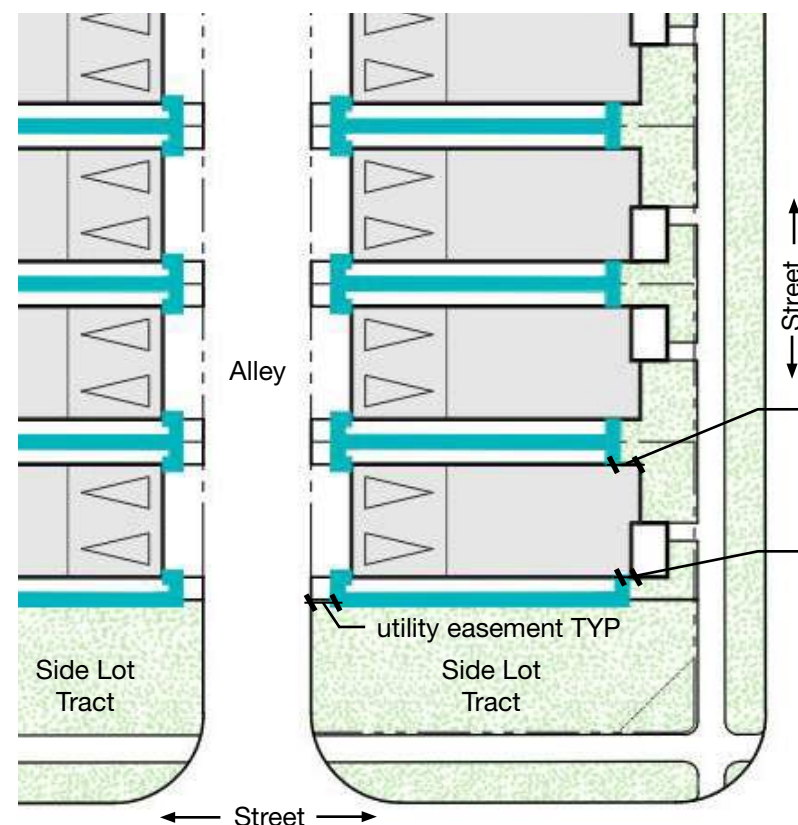 Street
Alley
utility easement TYP
Side Lot
Tract
Side Lot
Tract
Street